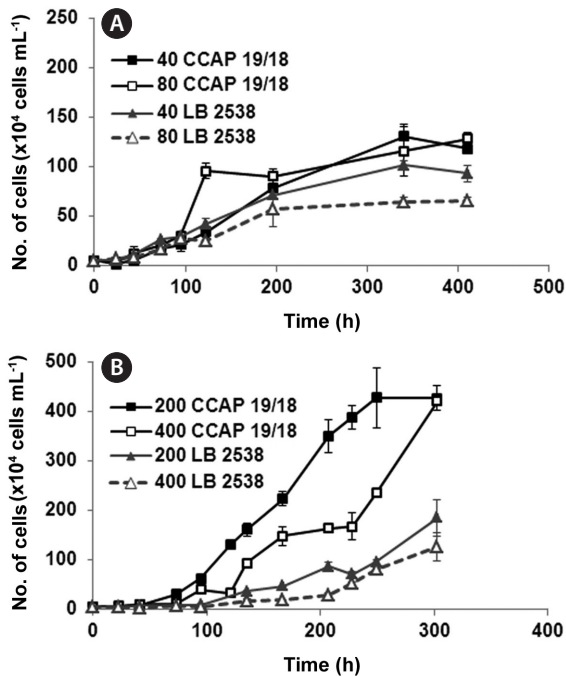 A
No. of cells (x10⁴ cells mL⁻¹)
250
200
150
100
50
0
40 CCAP 19/18
80 CCAP 19/18
40 LB 2538
80 LB 2538
0 100 200 300 400 500
Time (h)
B
No. of cells (x10⁴ cells mL⁻¹)
500
400
300
200
100
0
200 CCAP 19/18
400 CCAP 19/18
200 LB 2538
400 LB 2538
0 100 200 300 400
Time (h)